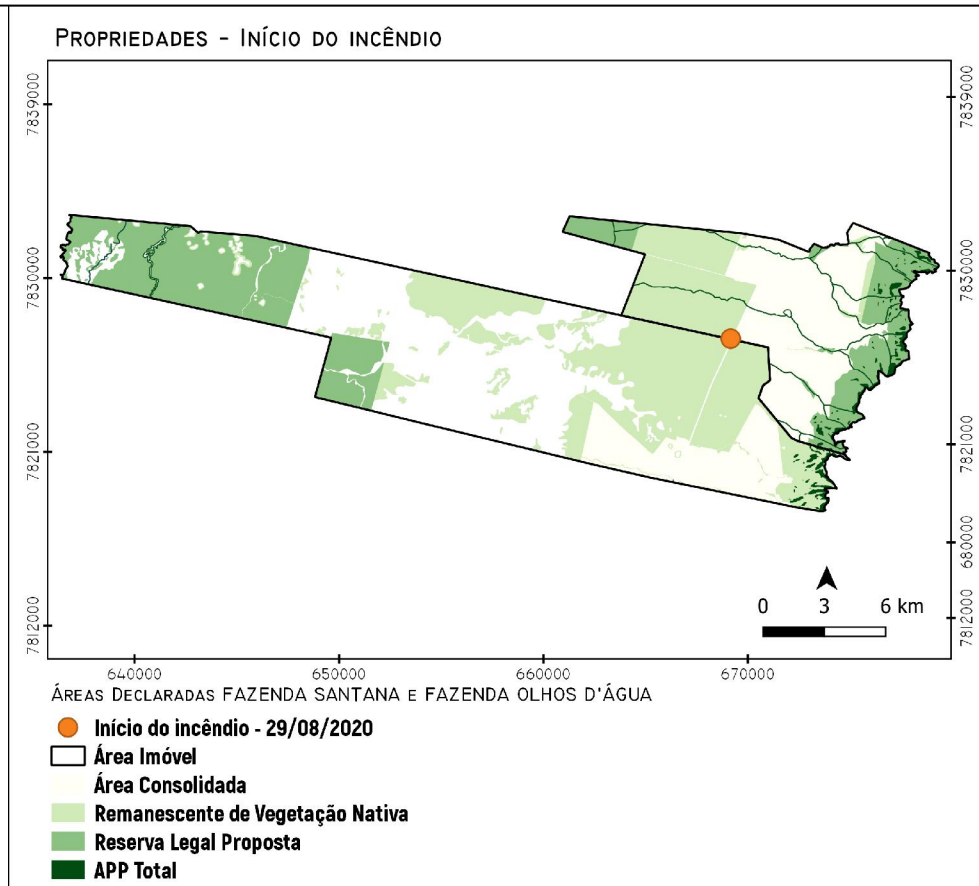 PROPRIEDADES - INÍCIO DO INCÊNDIO
7839000
7839000
7830000
7830000
7821000
7821000
680000
7812000
7812000
0 3 6 km
640000 650000 660000 670000
ÁREAS DECLARADAS FAZENDA SANTANA E FAZENDA OLHOS D'ÁGUA
Início do incêndio - 29/08/2020
Área Imóvel
Área Consolidada
Remanescente de Vegetação Nativa
Reserva Legal Proposta
APP Total